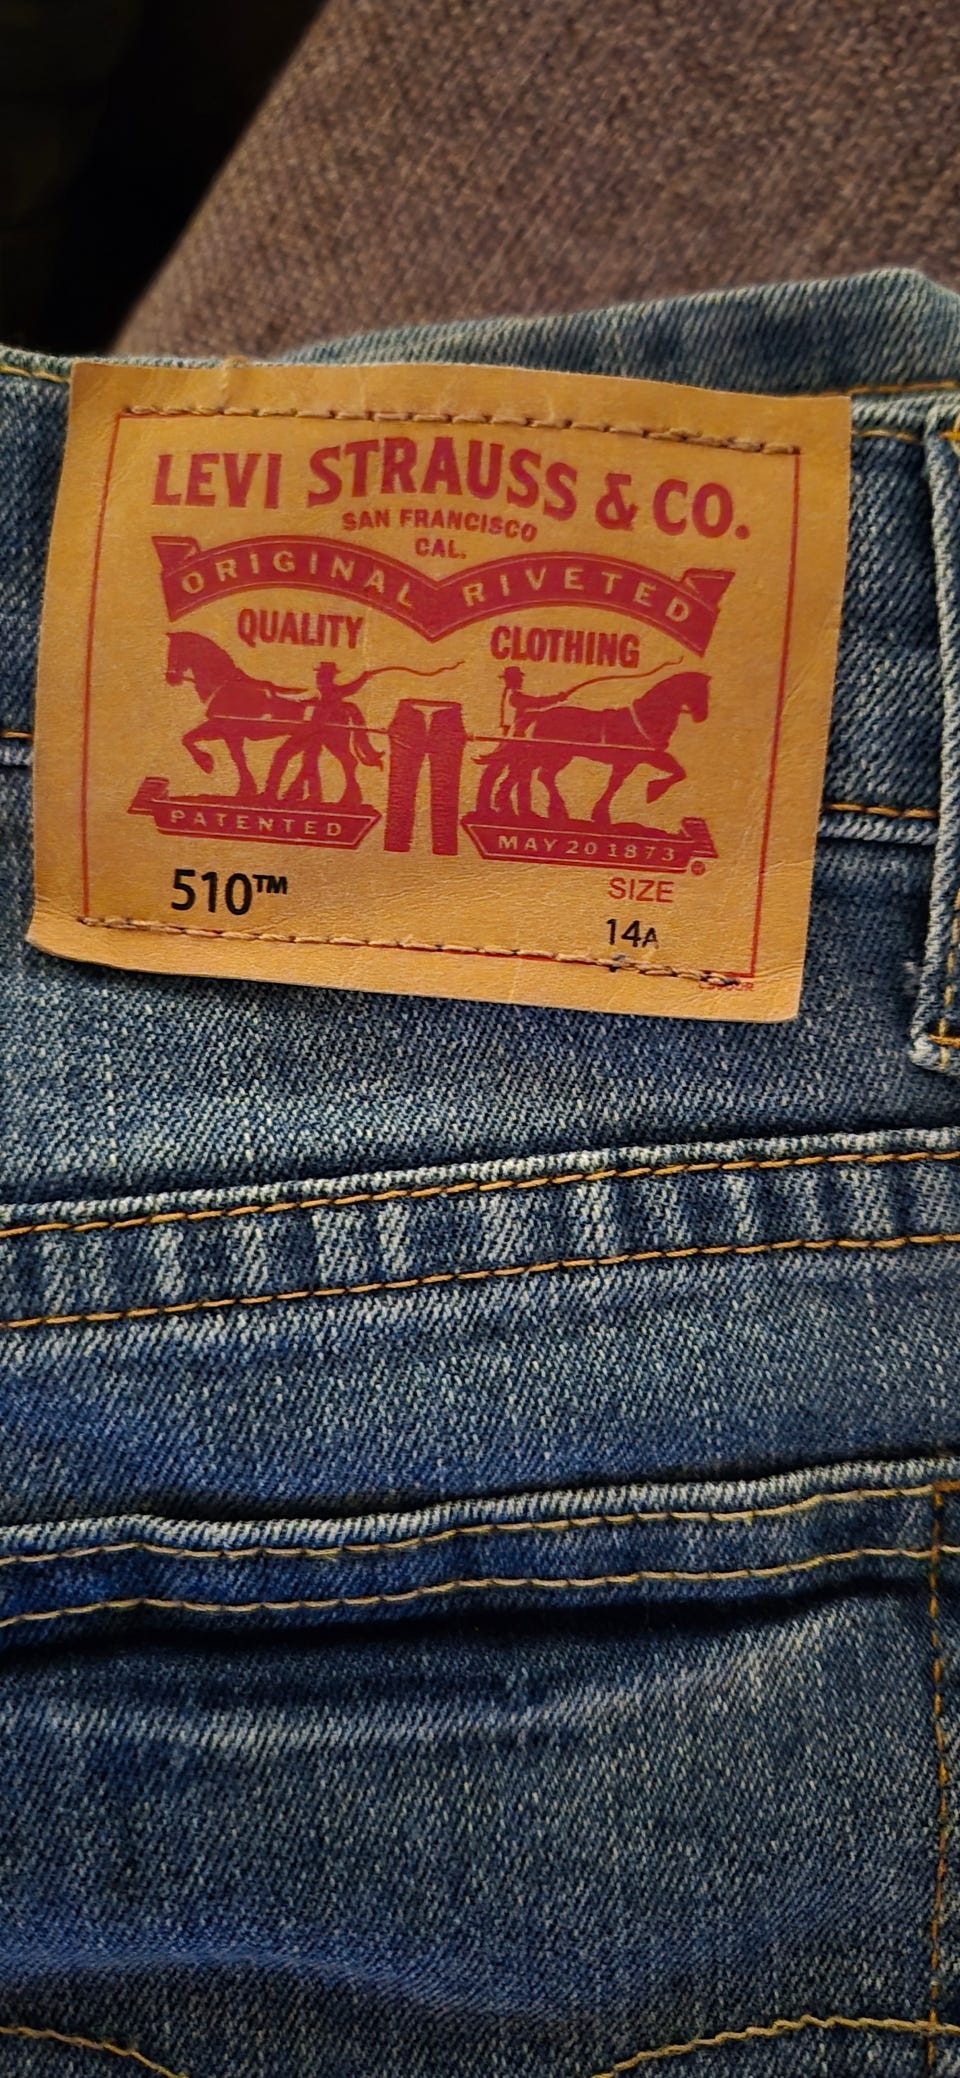 LEVI STRAUSS & CO.
SAN FRANCISCO
CAL.
ORIGINAL RIVETED
QUALITY CLOTHING
PATENTED MAY 20 1873 ®
510™ SIZE
14A